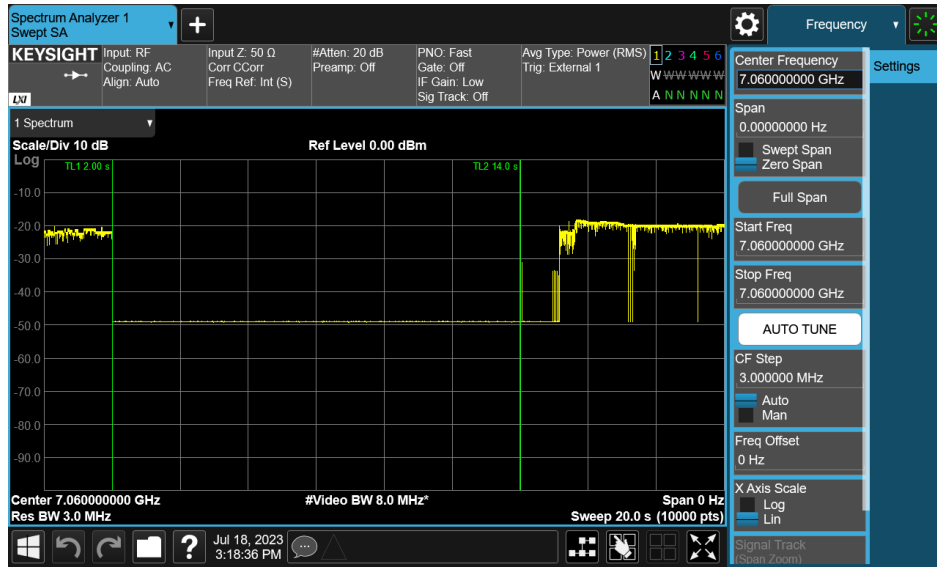 Spectrum Analyzer 1
Swept SA
Frequency
KEYSIGHT
LXI
Input: RF
Coupling: AC
Align: Auto
Input Z: 50 Ω
Corr CCorr
Freq Ref: Int (S)
#Atten: 20 dB
Preamp: Off
PNO: Fast
Gate: Off
IF Gain: Low
Sig Track: Off
Avg Type: Power (RMS)
Trig: External 1
1 2 3 4 5 6
W W W W W W
A N N N N N
Center Frequency
7.060000000 GHz
Settings
Span
0.00000000 Hz
Swept Span
Zero Span
Full Span
Start Freq
7.060000000 GHz
Stop Freq
7.060000000 GHz
AUTO TUNE
CF Step
3.000000 MHz
Auto
Man
Freq Offset
0 Hz
X Axis Scale
Log
Lin
Signal Track
(Span Zoom)
1 Spectrum
Scale/Div 10 dB
Ref Level 0.00 dBm
Log
TL1 2.00 s
TL2 14.0 s
-10.0
-20.0
-30.0
-40.0
-50.0
-60.0
-70.0
-80.0
-90.0
Center 7.060000000 GHz
#Video BW 8.0 MHz*
Span 0 Hz
Res BW 3.0 MHz
Sweep 20.0 s (10000 pts)
?
Jul 18, 2023
3:18:36 PM